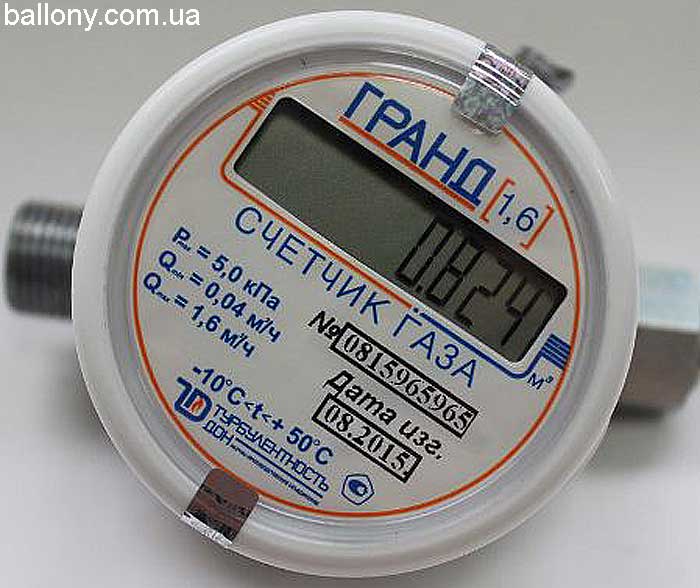 ballony.com.ua
ГРАНД [1,6]
0.824
м³
СЧЕТЧИК ГАЗА
Pmax = 5,0 кПа
Qmin = 0,04 м³/ч
Qmax = 1,6 м³/ч
№ 0815965965
Дата изг.
08.2015
-10°C<t<+ 50°C
ТУРБУЛЕНТНОСТЬ
ДОН